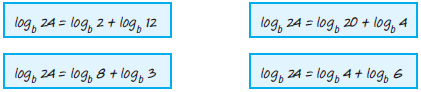 log_b 24 = log_b 2 + log_b 12
log_b 24 = log_b 20 + log_b 4
log_b 24 = log_b 8 + log_b 3
log_b 24 = log_b 4 + log_b 6